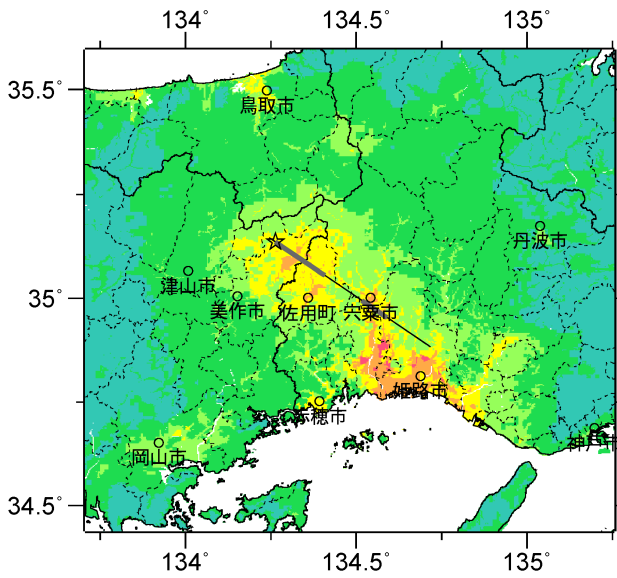 134° 134.5° 135°
35.5°
鳥取市
丹波市
津山市
35°
美作市 佐用町 宍粟市
姫路市
赤穂市
岡山市 神戸市
34.5°
134° 134.5° 135°